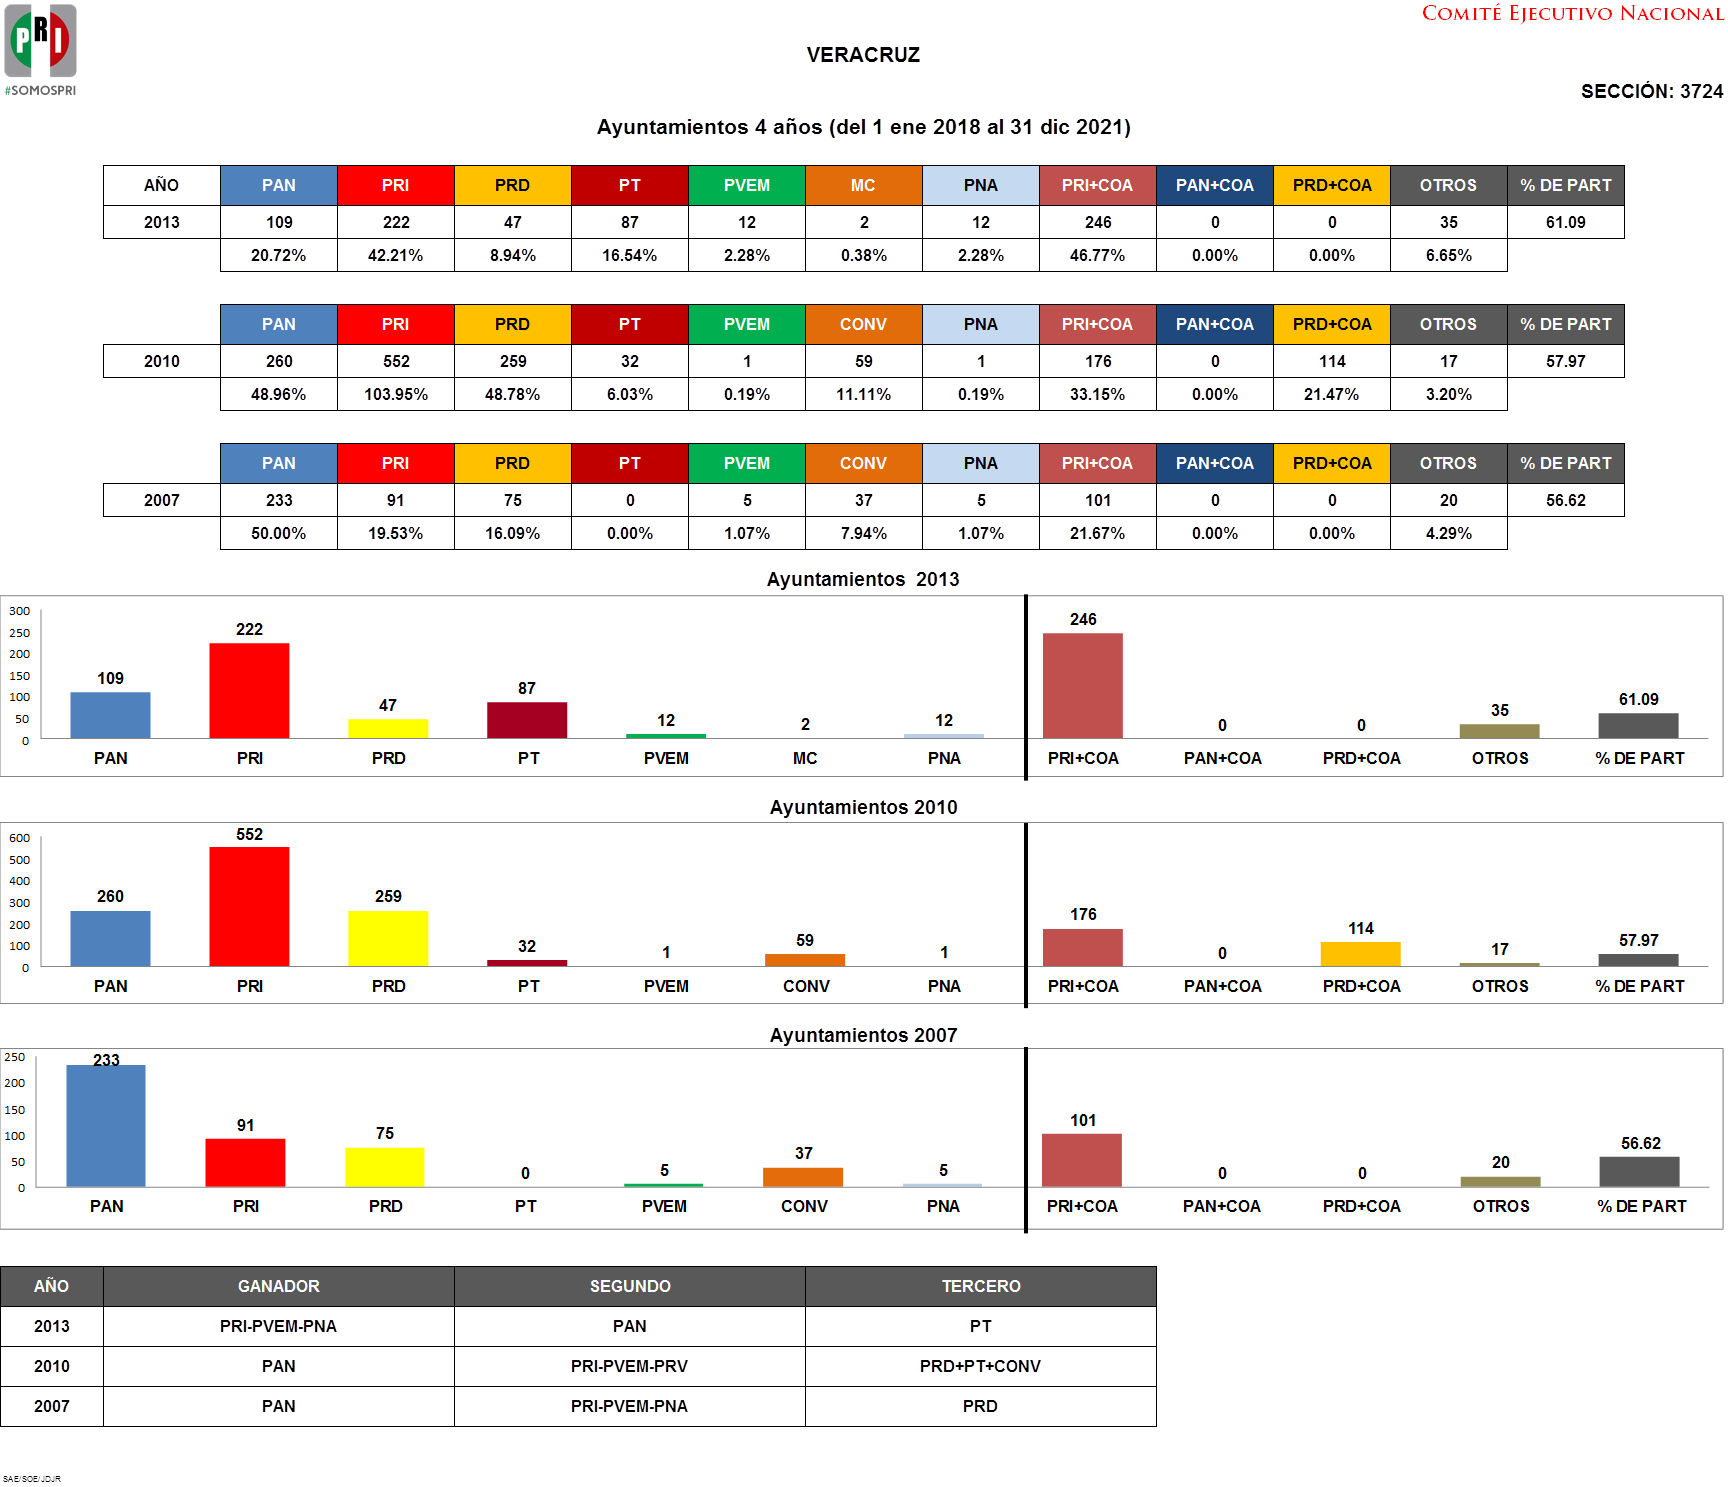 PRI
#SOMOSPRI
COMITÉ EJECUTIVO NACIONAL
VERACRUZ
SECCIÓN: 3724
Ayuntamientos 4 años (del 1 ene 2018 al 31 dic 2021)
AÑO PAN PRI PRD PT PVEM MC PNA PRI+COA PAN+COA PRD+COA OTROS % DE PART
2013 109 222 47 87 12 2 12 246 0 0 35 61.09
20.72% 42.21% 8.94% 16.54% 2.28% 0.38% 2.28% 46.77% 0.00% 0.00% 6.65%
PAN PRI PRD PT PVEM CONV PNA PRI+COA PAN+COA PRD+COA OTROS % DE PART
2010 260 552 259 32 1 59 1 176 0 114 17 57.97
48.96% 103.95% 48.78% 6.03% 0.19% 11.11% 0.19% 33.15% 0.00% 21.47% 3.20%
PAN PRI PRD PT PVEM CONV PNA PRI+COA PAN+COA PRD+COA OTROS % DE PART
2007 233 91 75 0 5 37 5 101 0 0 20 56.62
50.00% 19.53% 16.09% 0.00% 1.07% 7.94% 1.07% 21.67% 0.00% 0.00% 4.29%
Ayuntamientos 2013
300
250
200
150
100
50
0
109 222 47 87 12 2 12 246 0 0 35 61.09
PAN PRI PRD PT PVEM MC PNA PRI+COA PAN+COA PRD+COA OTROS % DE PART
Ayuntamientos 2010
600
500
400
300
200
100
0
260 552 259 32 1 59 1 176 0 114 17 57.97
PAN PRI PRD PT PVEM CONV PNA PRI+COA PAN+COA PRD+COA OTROS % DE PART
Ayuntamientos 2007
250
200
150
100
50
0
233 91 75 0 5 37 5 101 0 0 20 56.62
PAN PRI PRD PT PVEM CONV PNA PRI+COA PAN+COA PRD+COA OTROS % DE PART
AÑO GANADOR SEGUNDO TERCERO
2013 PRI-PVEM-PNA PAN PT
2010 PAN PRI-PVEM-PRV PRD+PT+CONV
2007 PAN PRI-PVEM-PNA PRD
SAE/SOE/JDJR